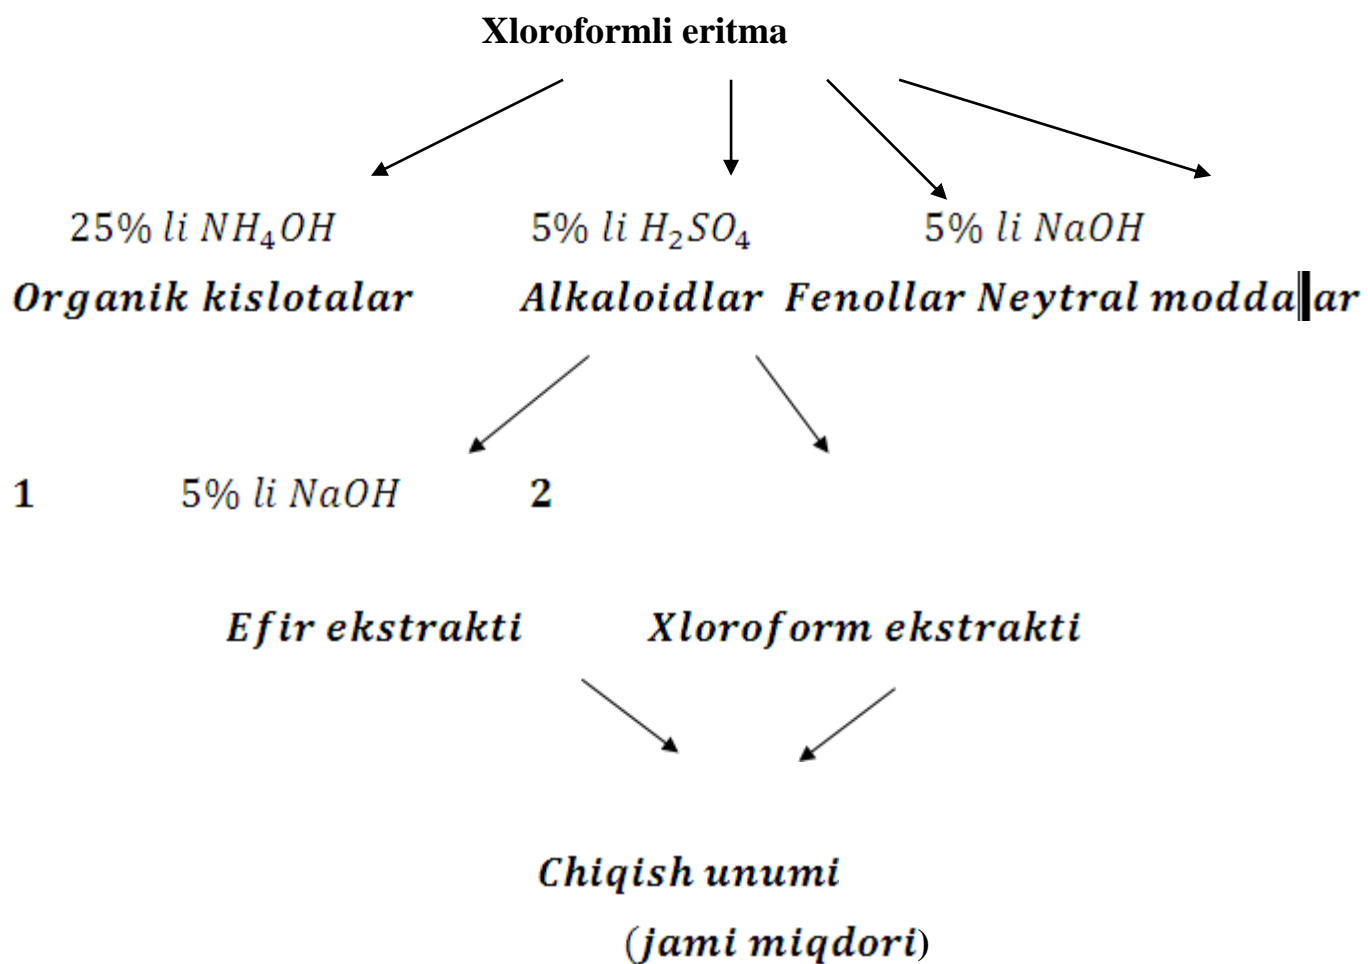 Xloroformli eritma
25% li NH₄OH 5% li H₂SO₄ 5% li NaOH
Organik kislotalar Alkaloidlar Fenollar Neytral moddalar
1 5% li NaOH 2
Efir ekstrakti Xloroform ekstrakti
Chiqish unumi
(jami miqdori)